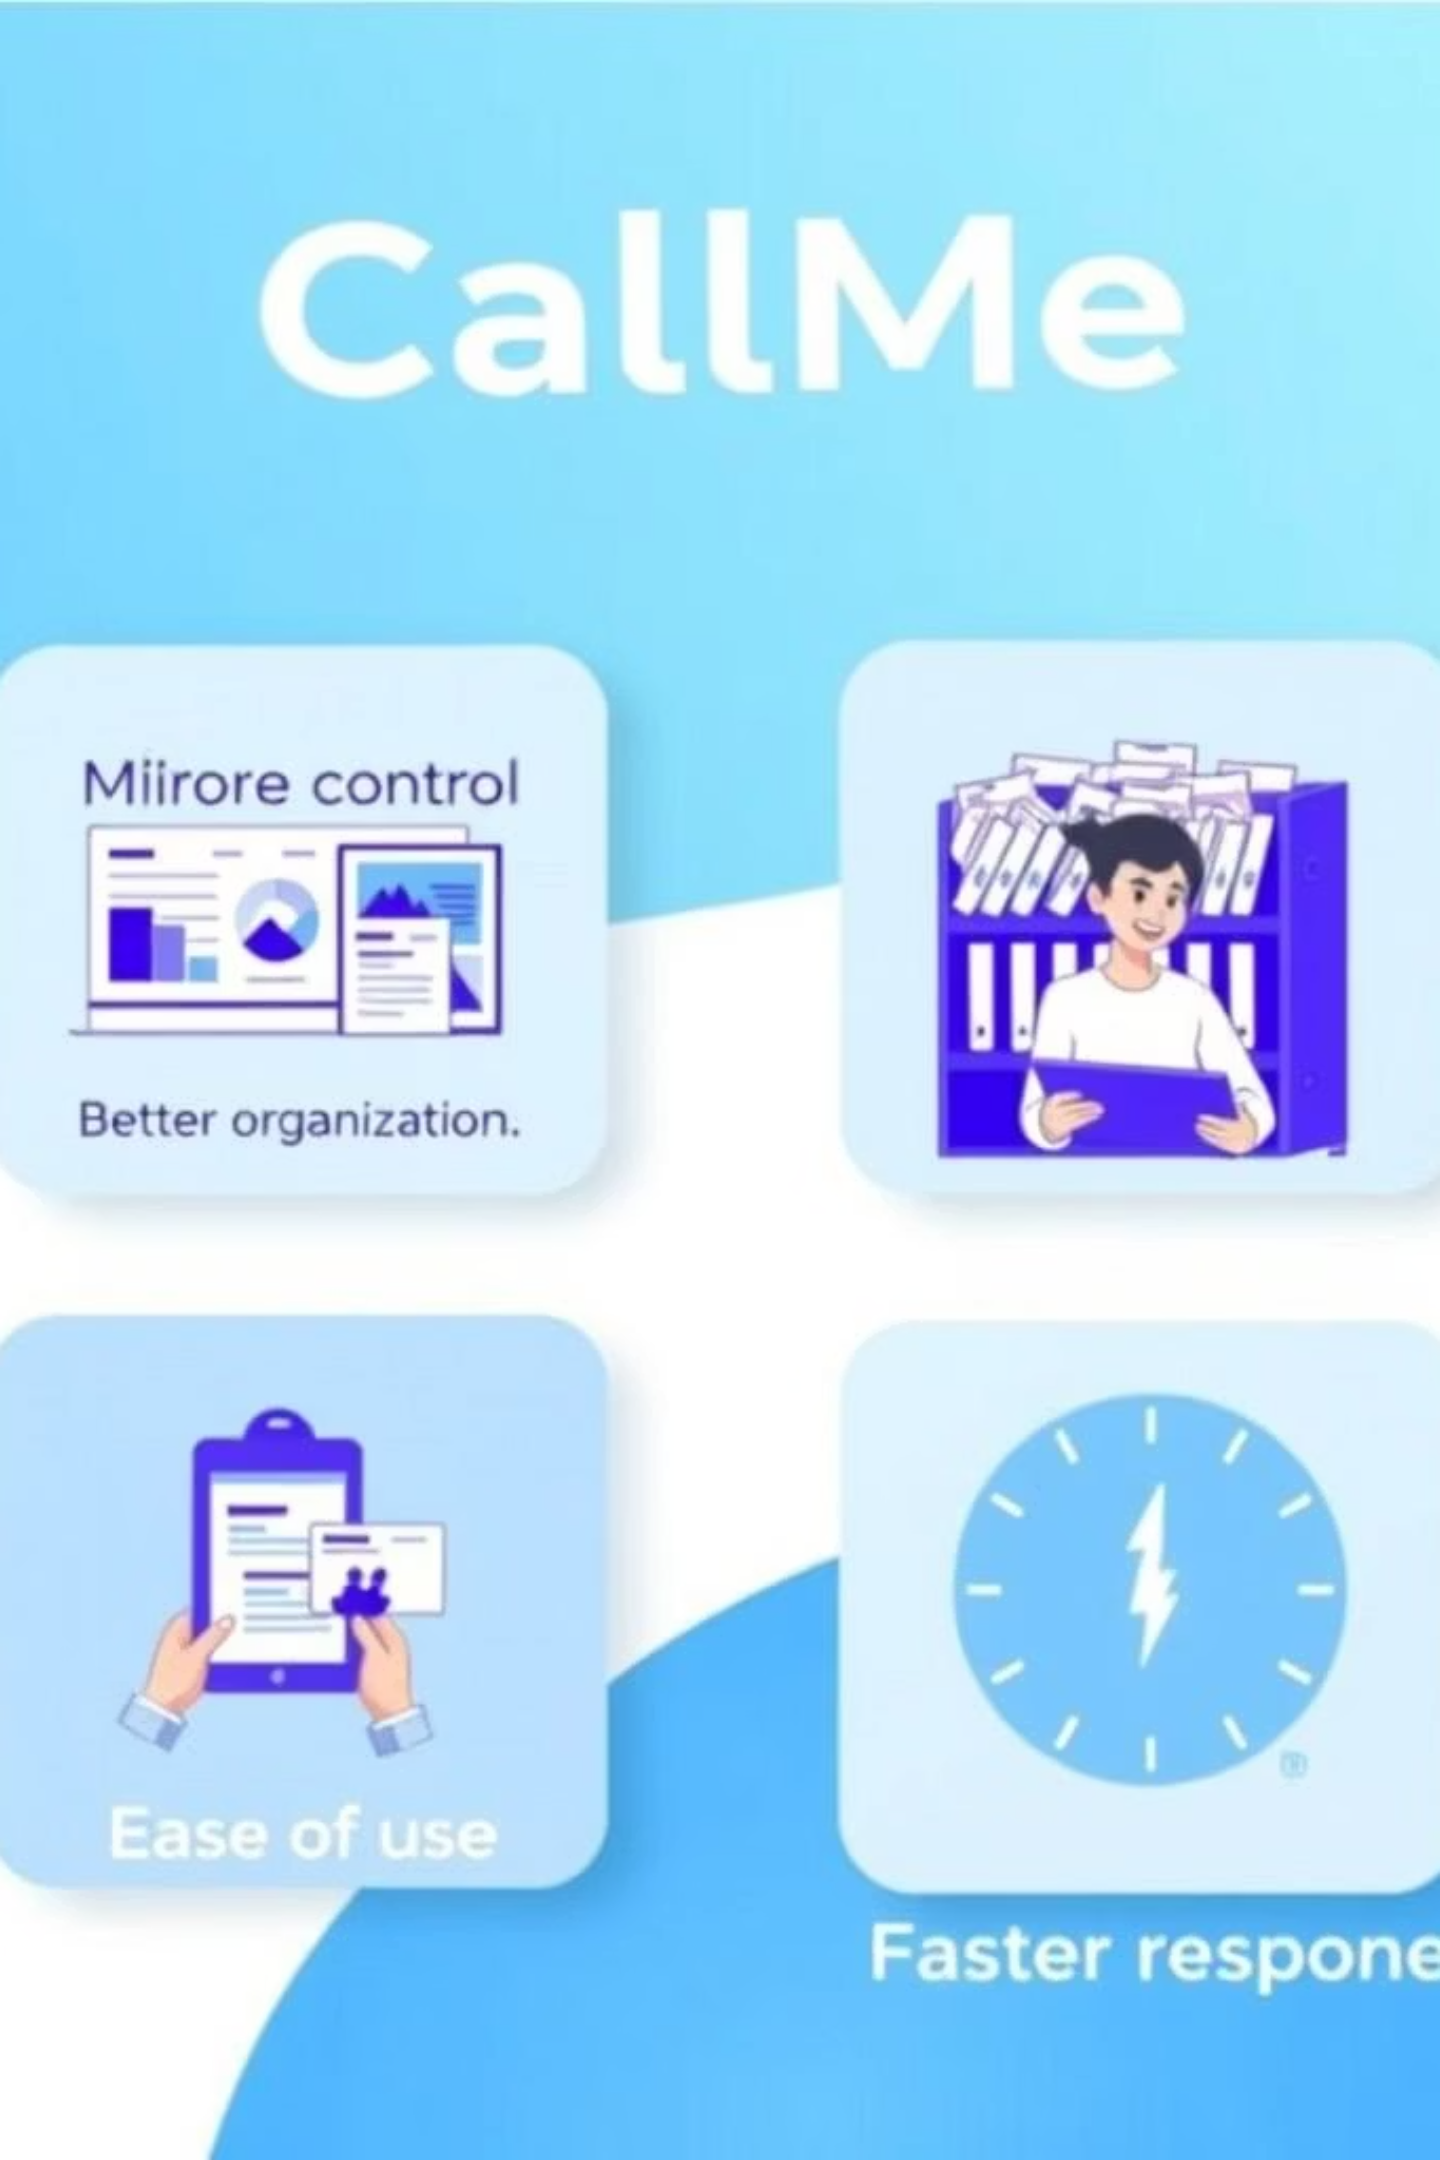 CallMe
Miirore control
Better organization.
Ease of use
Faster respone